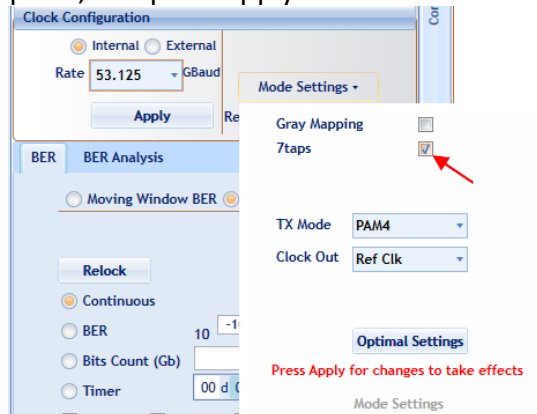 Clock Configuration
Internal External
Rate 53.125 GBaud
Apply
Mode Settings
Gray Mapping
7taps
BER BER Analysis
Moving Window BER
TX Mode PAM4
Clock Out Ref Clk
Relock
Continuous
BER 10
Bits Count (Gb)
Timer 00 d
Optimal Settings
Press Apply for changes to take effects
Mode Settings